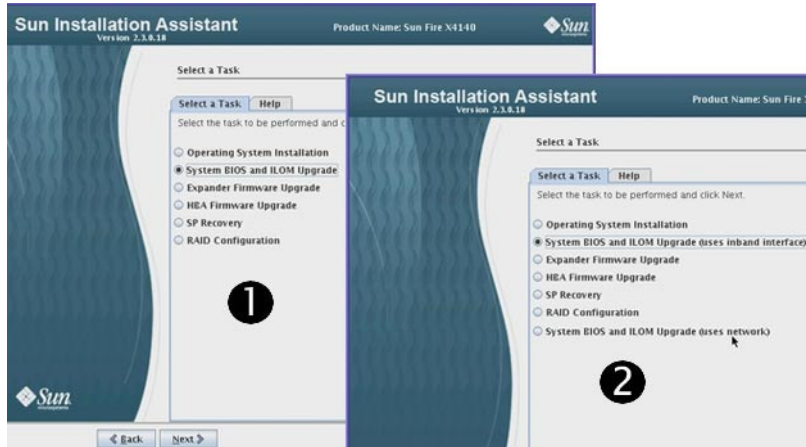 Sun Installation Assistant
Version 2.3.0.18
Product Name: Sun Fire X4140
Sun
Select a Task
Select a Task Help
Select the task to be performed and c
Operating System Installation
System BIOS and ILOM Upgrade
Expander Firmware Upgrade
HBA Firmware Upgrade
SP Recovery
RAID Configuration
1
Sun
Back Next
Sun Installation Assistant
Version 2.3.0.18
Product Name: Sun Fire
Select a Task
Select a Task Help
Select the task to be performed and click Next.
Operating System Installation
System BIOS and ILOM Upgrade (uses inband interface)
Expander Firmware Upgrade
HBA Firmware Upgrade
SP Recovery
RAID Configuration
System BIOS and ILOM Upgrade (uses network)
2